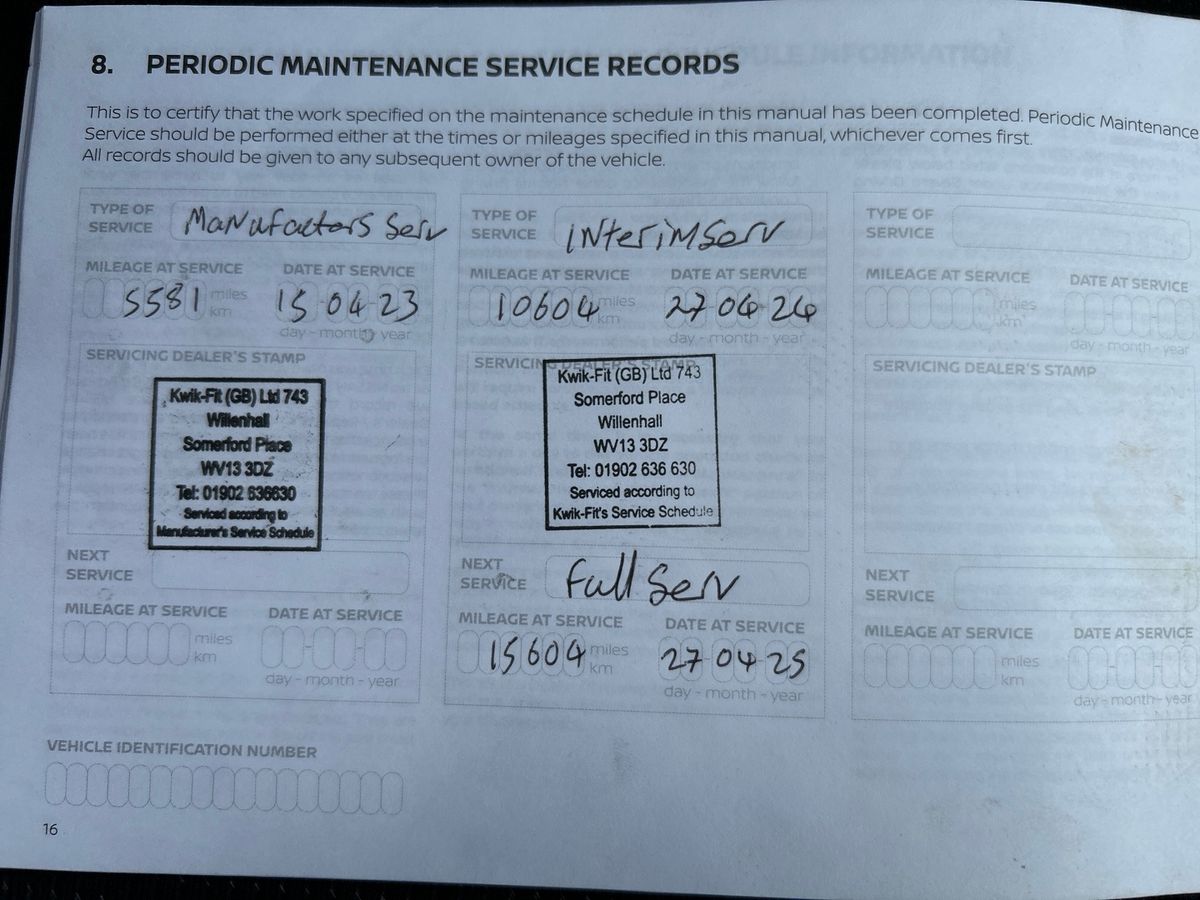 8. PERIODIC MAINTENANCE SERVICE RECORDS
This is to certify that the work specified on the maintenance schedule in this manual has been completed. Periodic Maintenance
Service should be performed either at the times or mileages specified in this manual, whichever comes first.
All records should be given to any subsequent owner of the vehicle.
TYPE OF
SERVICE
Manufactors Serv
MILEAGE AT SERVICE
DATE AT SERVICE
5581 miles
km
15-04-23
day - month - year
SERVICING DEALER'S STAMP
Kwik-Fit (GB) Ltd 743
Willenhall
Somerford Place
WV13 3DZ
Tel: 01902 636630
Serviced according to
Manufacturer's Service Schedule
NEXT
SERVICE
MILEAGE AT SERVICE
DATE AT SERVICE
miles
km
day - month - year
TYPE OF
SERVICE
Interim Serv
MILEAGE AT SERVICE
DATE AT SERVICE
10604 miles
km
27 04 24
day - month - year
SERVICING DEALER'S STAMP
Kwik-Fit (GB) Ltd 743
Somerford Place
Willenhall
WV13 3DZ
Tel: 01902 636 630
Serviced according to
Kwik-Fit's Service Schedule
NEXT
SERVICE
Full Serv
MILEAGE AT SERVICE
DATE AT SERVICE
15604 miles
km
27 04 25
day - month - year
TYPE OF
SERVICE
MILEAGE AT SERVICE
DATE AT SERVICE
miles
km
day - month - year
SERVICING DEALER'S STAMP
NEXT
SERVICE
MILEAGE AT SERVICE
DATE AT SERVICE
miles
km
day - month - year
VEHICLE IDENTIFICATION NUMBER
16